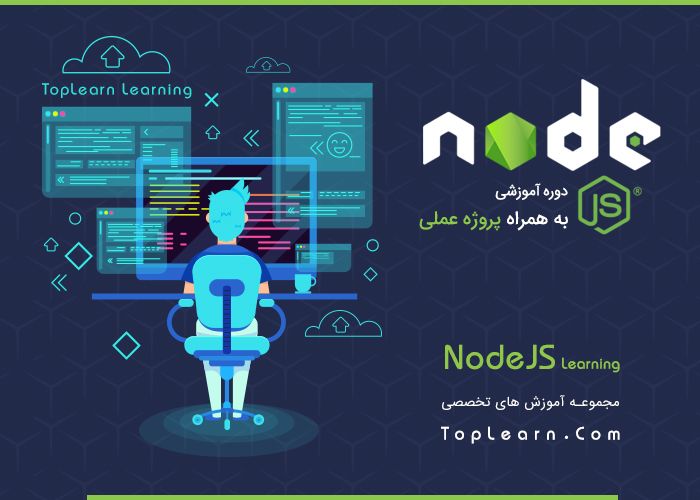 TopLearn Learning
node
JS®
دوره آموزشی
به همراه پروژه عملی
NodeJS Learning
مجموعـه آموزش های تخصصی
TopLearn.Com